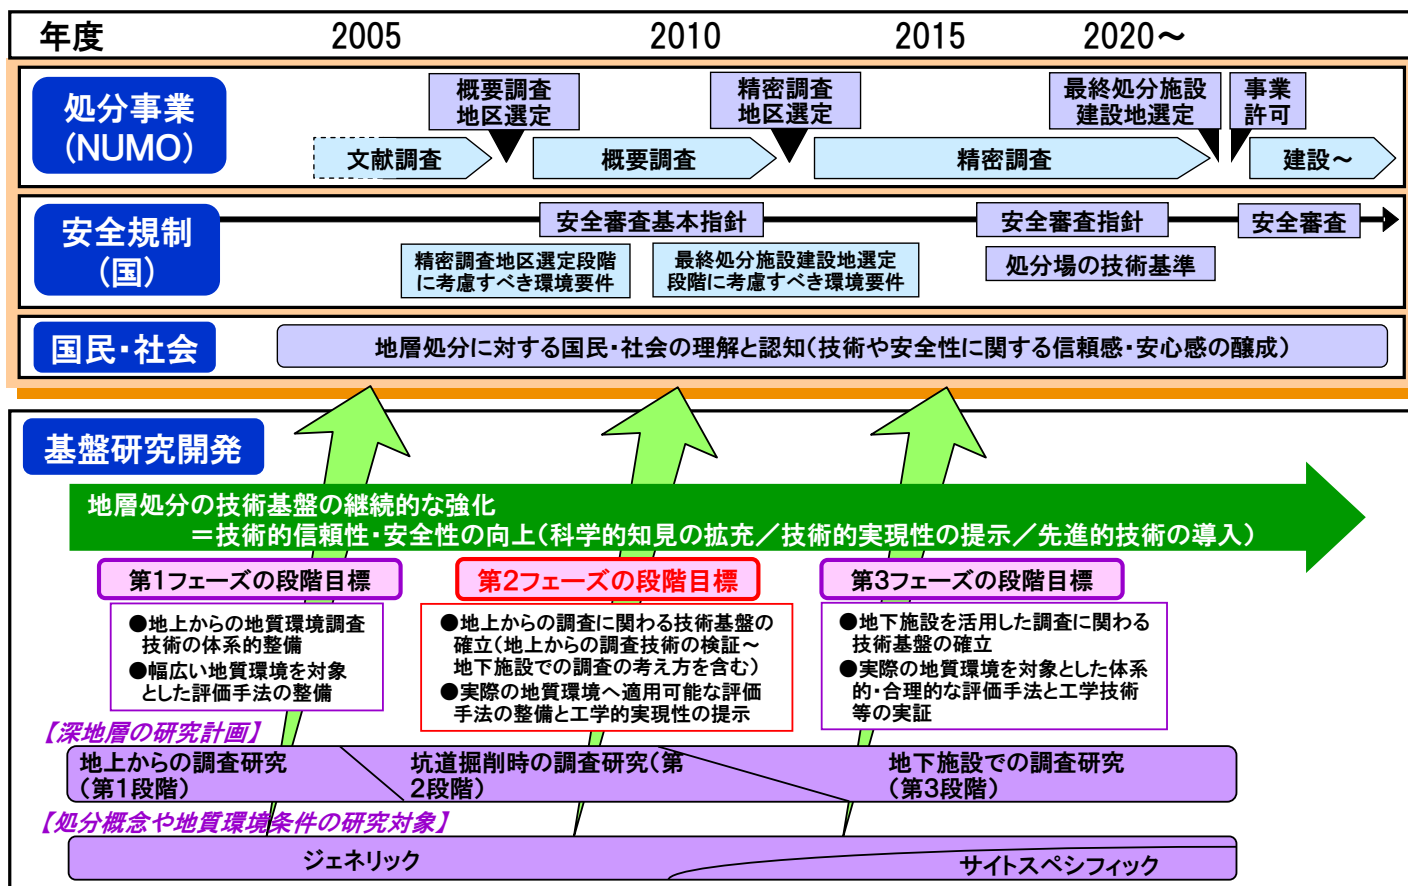 年度 2005 2010 2015 2020～
処分事業
(NUMO)
概要調査
地区選定
精密調査
地区選定
最終処分施設
建設地選定
事業
許可
文献調査
概要調査
精密調査
建設～
安全規制
(国)
安全審査基本指針
安全審査指針
安全審査
精密調査地区選定段階
に考慮すべき環境要件
最終処分施設建設地選定
段階に考慮すべき環境要件
処分場の技術基準
国民・社会
地層処分に対する国民・社会の理解と認知(技術や安全性に関する信頼感・安心感の醸成)
基盤研究開発
地層処分の技術基盤の継続的な強化
＝技術的信頼性・安全性の向上(科学的知見の拡充／技術的実現性の提示／先進的技術の導入)
第1フェーズの段階目標
●地上からの地質環境調査
技術の体系的整備
●幅広い地質環境を対象
とした評価手法の整備
第2フェーズの段階目標
●地上からの調査に関わる技術基盤の
確立(地上からの調査技術の検証～
地下施設での調査の考え方を含む)
●実際の地質環境へ適用可能な評価
手法の整備と工学的実現性の提示
第3フェーズの段階目標
●地下施設を活用した調査に関わる
技術基盤の確立
●実際の地質環境を対象とした体系
的・合理的な評価手法と工学技術
等の実証
【深地層の研究計画】
地上からの調査研究
(第1段階)
坑道掘削時の調査研究(第
2段階)
地下施設での調査研究
(第3段階)
【処分概念や地質環境条件の研究対象】
ジェネリック
サイトスペシフィック